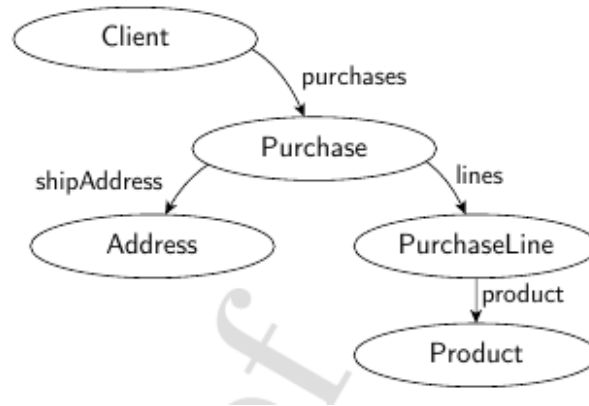 Client
purchases
Purchase
shipAddress
lines
Address
PurchaseLine
product
Product